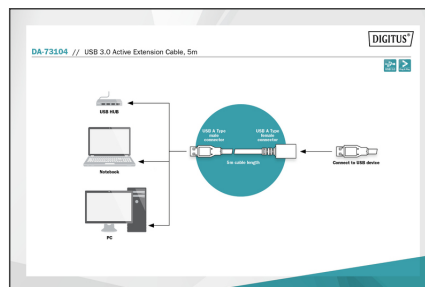 DIGITUS®
DA-73104 // USB 3.0 Active Extension Cable, 5m
USB HUB
USB A Type
male
connector
USB A Type
female
connector
5m cable length
Notebook
Connect to USB device
PC